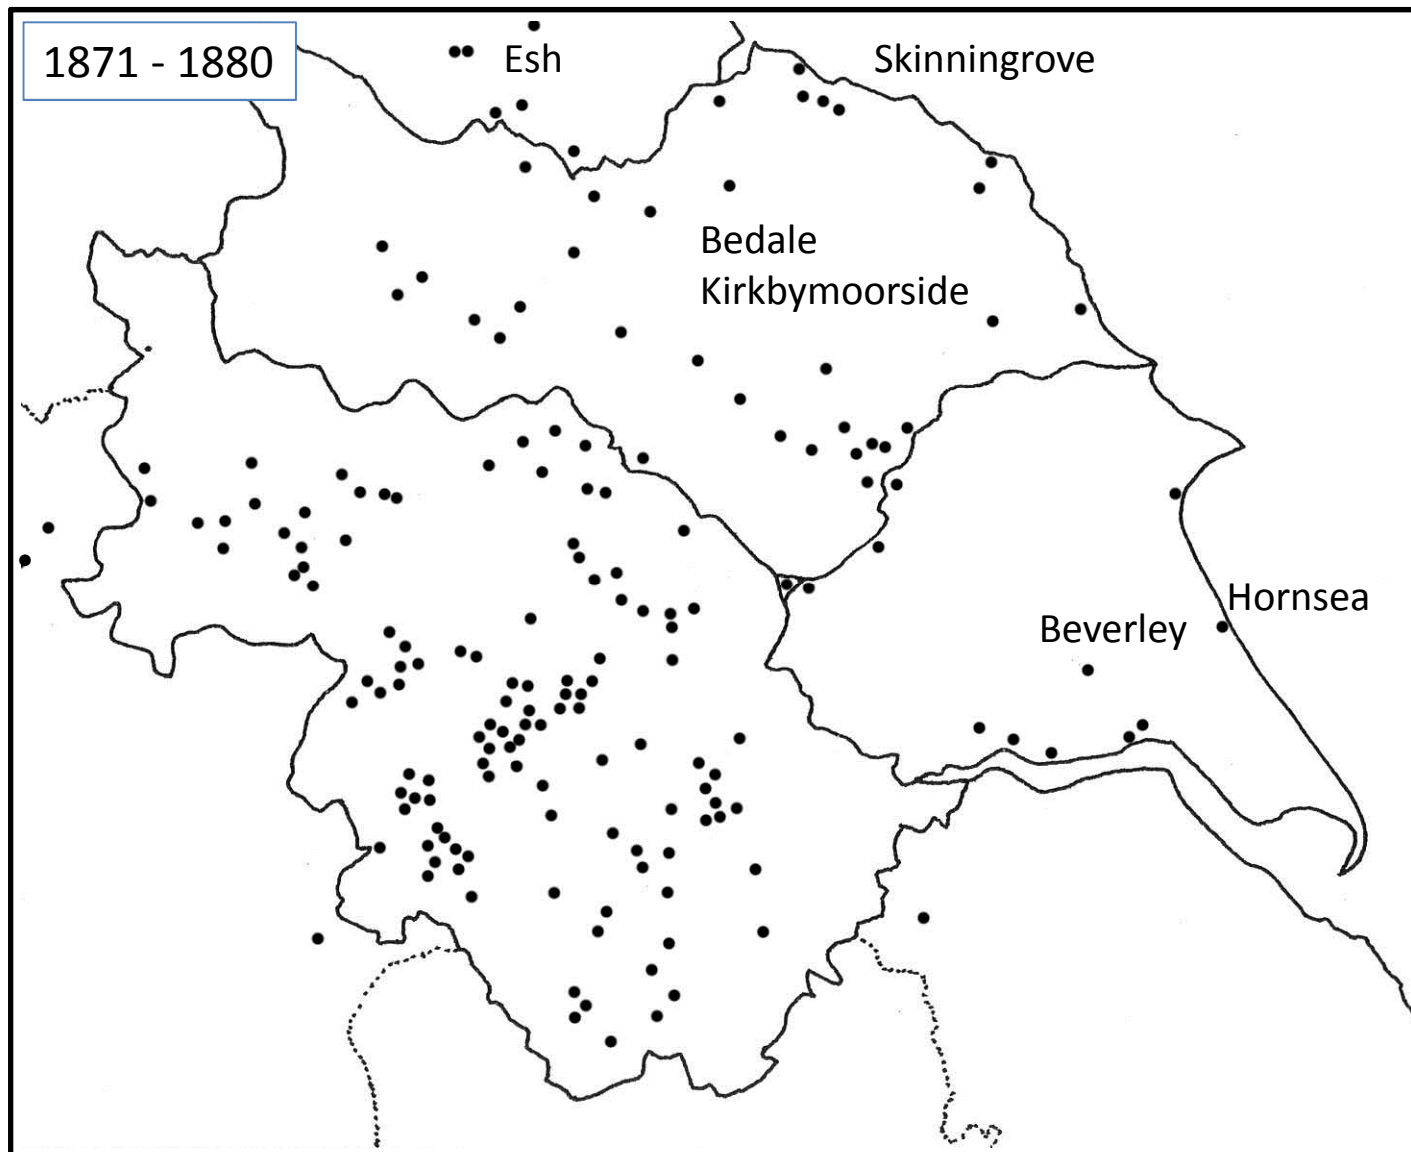 1871 - 1880
Esh
Skinningrove
Bedale
Kirkbymoorside
Hornsea
Beverley